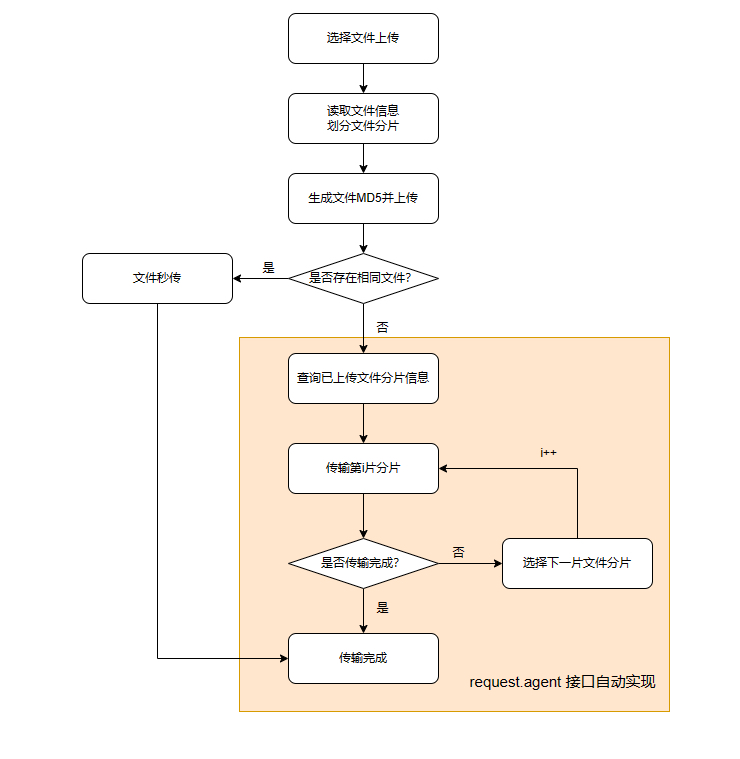 选择文件上传
读取文件信息
划分文件分片
生成文件MD5并上传
是否存在相同文件?
是
文件秒传
否
查询已上传文件分片信息
i++
传输第i片分片
是否传输完成?
否
选择下一片文件分片
是
传输完成
request.agent 接口自动实现